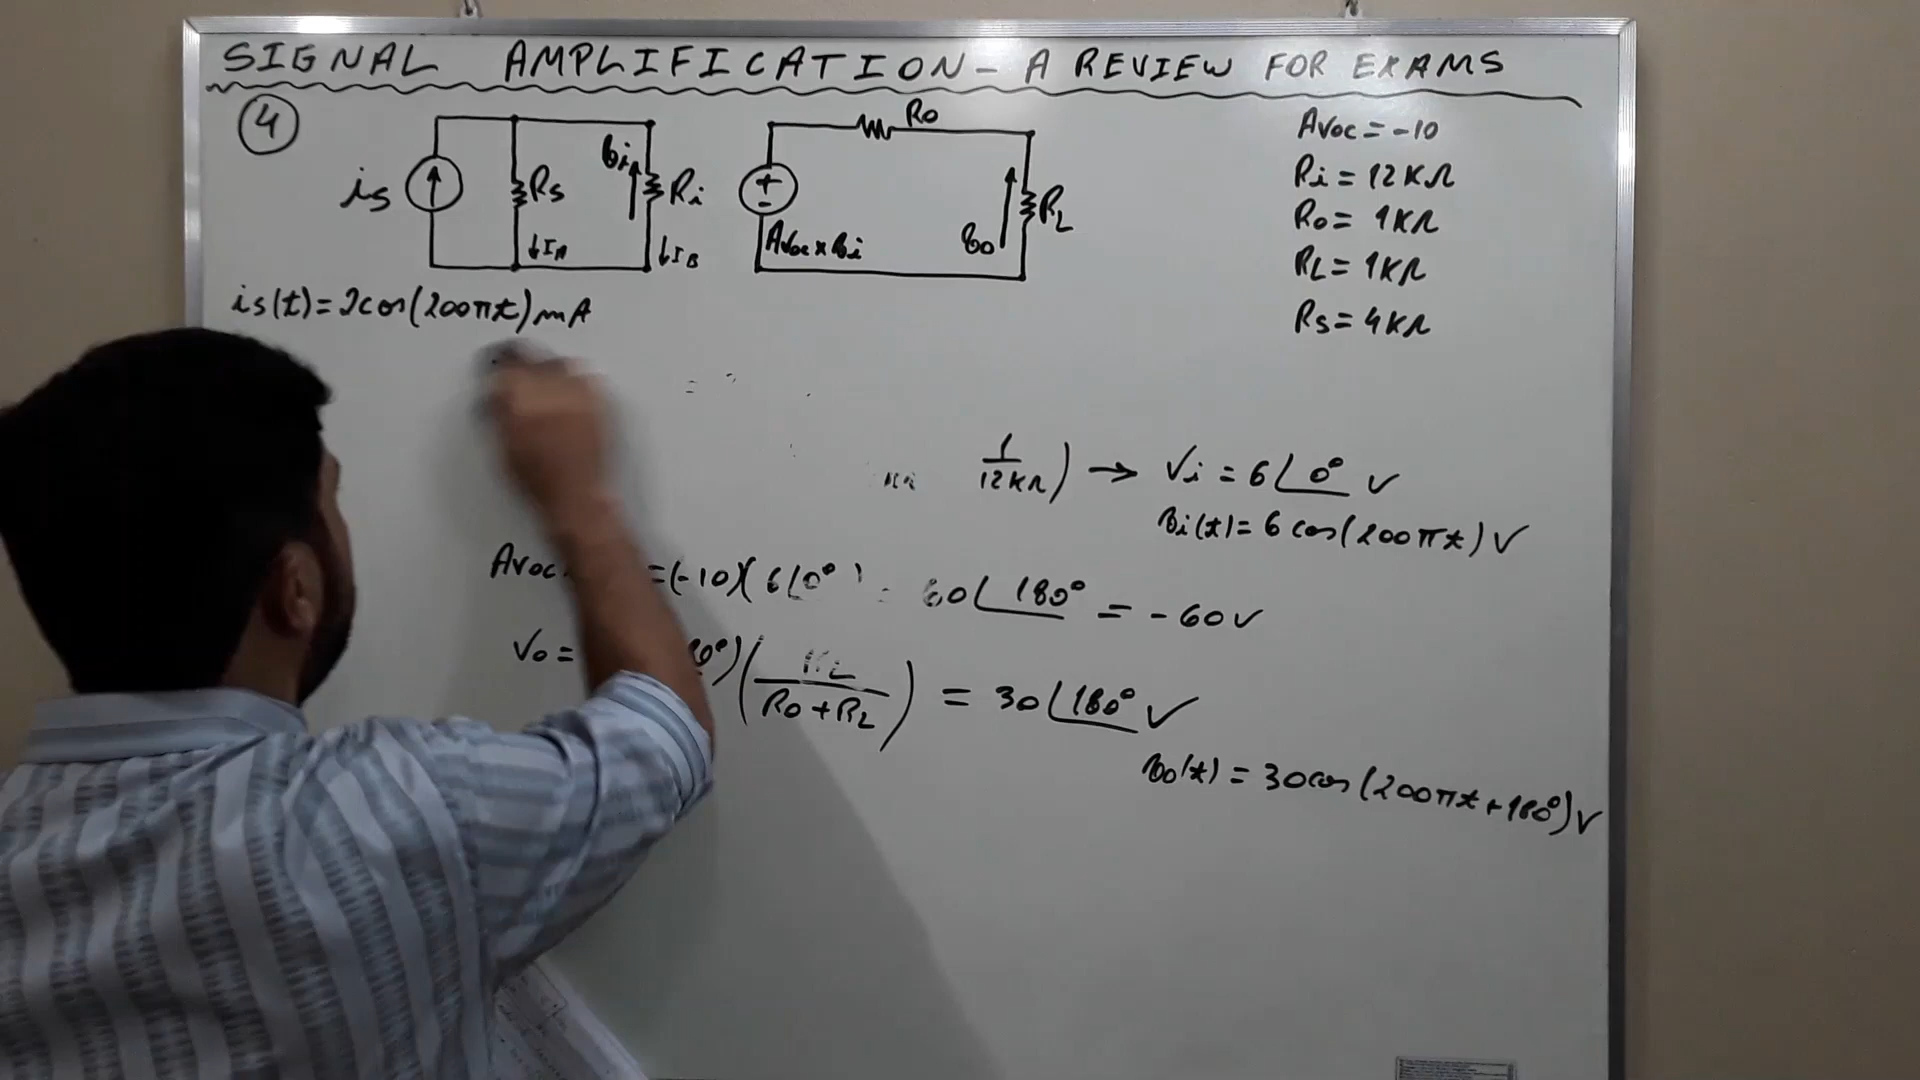 SIGNAL AMPLIFICATION - A REVIEW FOR EXAMS
4
Ro
is
Rs
vi
Ri
+
-
Avoc x vi
vo
RL
↓IA
↓IB
Avoc = -10
Ri = 12KΩ
Ro = 1KΩ
RL = 1KΩ
Rs = 4KΩ
is(t) = 2cos(200πt)mA
1/12KΩ) → Vi = 6∠0° V
vi(t) = 6 cos(200πt) V
Avoc = (-10)(6∠0°) = 60∠180° = -60V
Vo = 0°)(RL/Ro+RL) = 30∠180° V
vo(t) = 30cos(200πt+180°)V